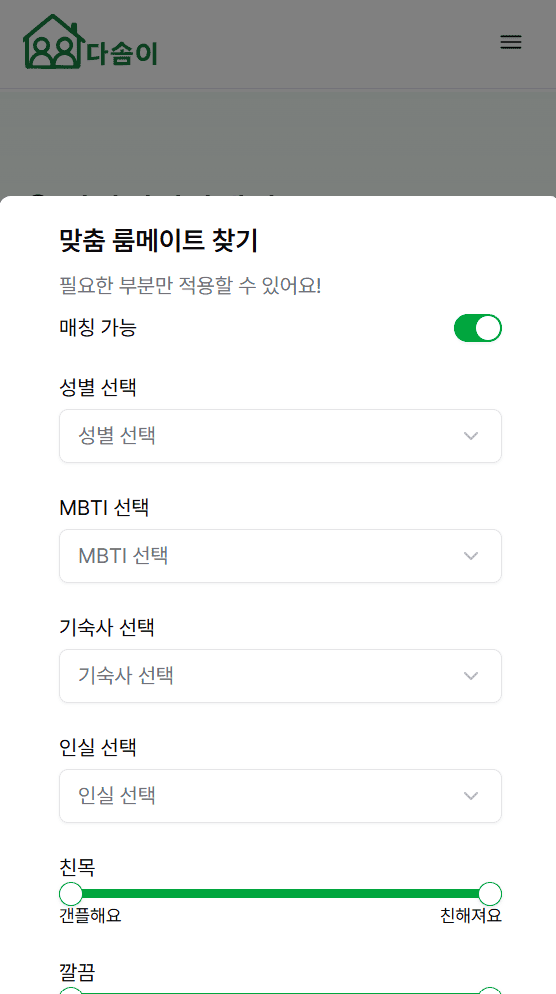 다솜이
맞춤 룸메이트 찾기
필요한 부분만 적용할 수 있어요!
매칭 가능
성별 선택
성별 선택
MBTI 선택
MBTI 선택
기숙사 선택
기숙사 선택
인실 선택
인실 선택
친목
갠플해요
친해져요
깔끔